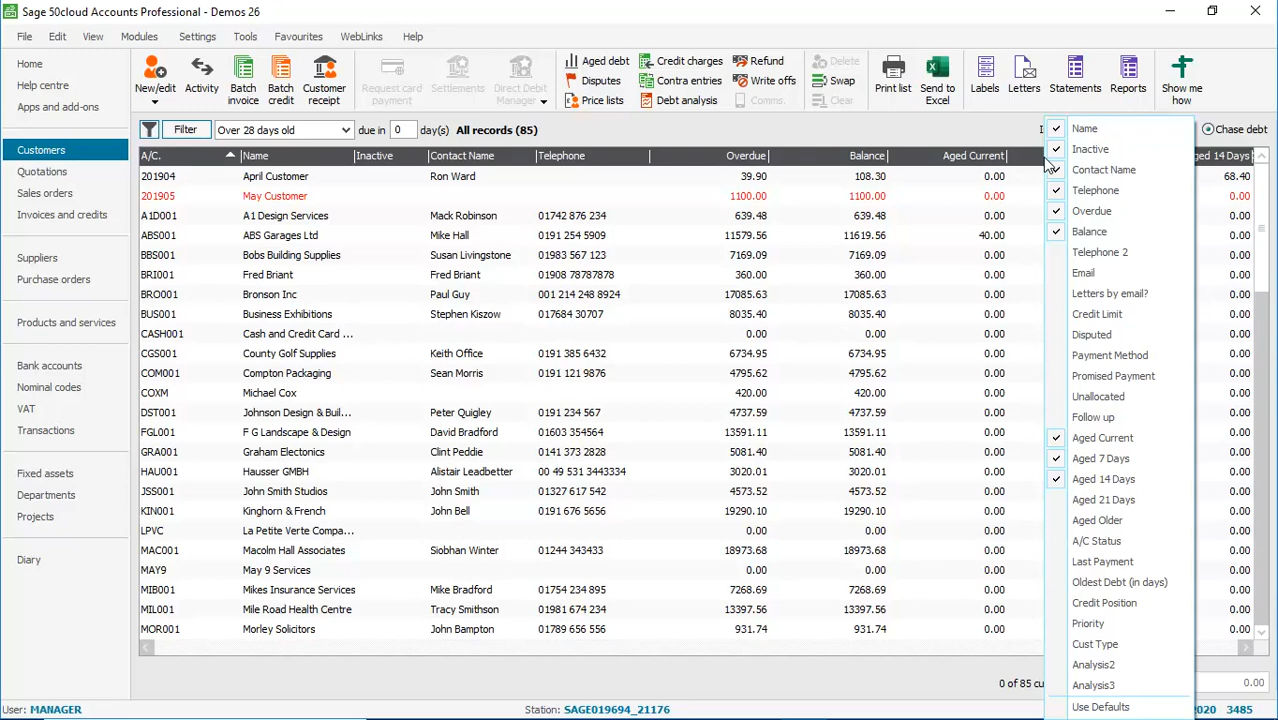 Sage 50cloud Accounts Professional - Demos 26
File Edit View Modules Settings Tools Favourites WebLinks Help
Home
Help centre
Apps and add-ons
Customers
Quotations
Sales orders
Invoices and credits
Suppliers
Purchase orders
Products and services
Bank accounts
Nominal codes
VAT
Transactions
Fixed assets
Departments
Projects
Diary
New/edit
Activity
Batch invoice
Batch credit
Customer receipt
Request card payment
Settlements
Direct Debit Manager
Aged debt
Disputes
Price lists
Credit charges
Contra entries
Debt analysis
Refund
Write offs
Comms.
Delete
Swap
Clear
Print list
Send to Excel
Labels
Letters
Statements
Reports
Show me how
Filter Over 28 days old due in 0 day(s) All records (85) Chase debt
A/C. Name Inactive Contact Name Telephone Overdue Balance Aged Current 14 Days
201904 April Customer Ron Ward 39.90 108.30 0.00 68.40
201905 May Customer 1100.00 1100.00 0.00 0.00
A1D001 A1 Design Services Mack Robinson 01742 876 234 639.48 639.48 0.00 0.00
ABS001 ABS Garages Ltd Mike Hall 0191 254 5909 11579.56 11619.56 40.00 0.00
BBS001 Bobs Building Supplies Susan Livingstone 01983 567 123 7169.09 7169.09 0.00 0.00
BRI001 Fred Briant Fred Briant 01908 78787878 360.00 360.00 0.00 0.00
BRO001 Bronson Inc Paul Guy 001 214 248 8924 17085.63 17085.63 0.00 0.00
BUS001 Business Exhibitions Stephen Kiszow 017684 30707 8035.40 8035.40 0.00 0.00
CASH001 Cash and Credit Card ... 0.00 0.00 0.00 0.00
CGS001 County Golf Supplies Keith Office 0191 385 6432 6734.95 6734.95 0.00 0.00
COM001 Compton Packaging Sean Morris 0191 121 9876 4795.62 4795.62 0.00 0.00
COXM Michael Cox 420.00 420.00 0.00 0.00
DST001 Johnson Design & Buil... Peter Quigley 0191 234 567 4737.59 4737.59 0.00 0.00
FGL001 F G Landscape & Design David Bradford 01603 354564 13591.11 13591.11 0.00 0.00
GRA001 Graham Electonics Clint Peddie 0141 373 2828 5081.40 5081.40 0.00 0.00
HAU001 Hausser GMBH Alistair Leadbetter 00 49 531 3443334 3020.01 3020.01 0.00 0.00
JSS001 John Smith Studios John Smith 01327 617 542 4573.52 4573.52 0.00 0.00
KIN001 Kinghorn & French John Bell 0191 676 5656 19290.10 19290.10 0.00 0.00
LPVC La Petite Verte Compa... 0.00 0.00 0.00 0.00
MAC001 Macolm Hall Associates Siobhan Winter 01244 343433 18973.68 18973.68 0.00 0.00
MAY9 May 9 Services 0.00 0.00 0.00 0.00
MIB001 Mikes Insurance Services Mike Bradford 01754 234 895 7268.69 7268.69 0.00 0.00
MIL001 Mile Road Health Centre Tracy Smithson 01981 674 234 13397.56 13397.56 0.00 0.00
MOR001 Morley Solicitors John Bampton 01789 656 556 931.74 931.74 0.00 0.00
Name
Inactive
Contact Name
Telephone
Overdue
Balance
Telephone 2
Email
Letters by email?
Credit Limit
Disputed
Payment Method
Promised Payment
Unallocated
Follow up
Aged Current
Aged 7 Days
Aged 14 Days
Aged 21 Days
Aged Older
A/C Status
Last Payment
Oldest Debt (in days)
Credit Position
Priority
Cust Type
Analysis2
Analysis3
Use Defaults
0 of 85 0.00
User: MANAGER Station: SAGE019694_21176 2020 3485